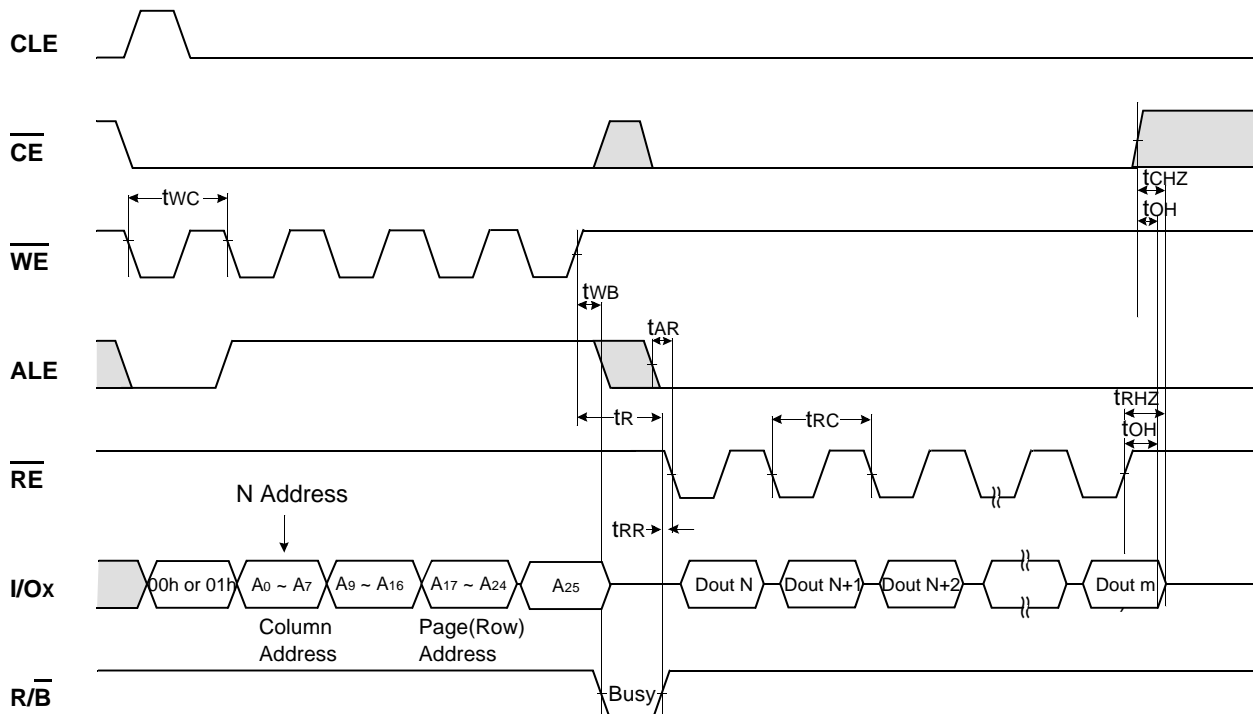 CLE
CE
tCHZ
tWC
tOH
WE
tWB
tAR
ALE
tRHZ
tR
tRC
tOH
RE
N Address
tRR
I/Ox
00h or 01h
A0 ~ A7
A9 ~ A16
A17 ~ A24
A25
Dout N
Dout N+1
Dout N+2
Dout m
Column
Address
Page(Row)
Address
R/B
Busy